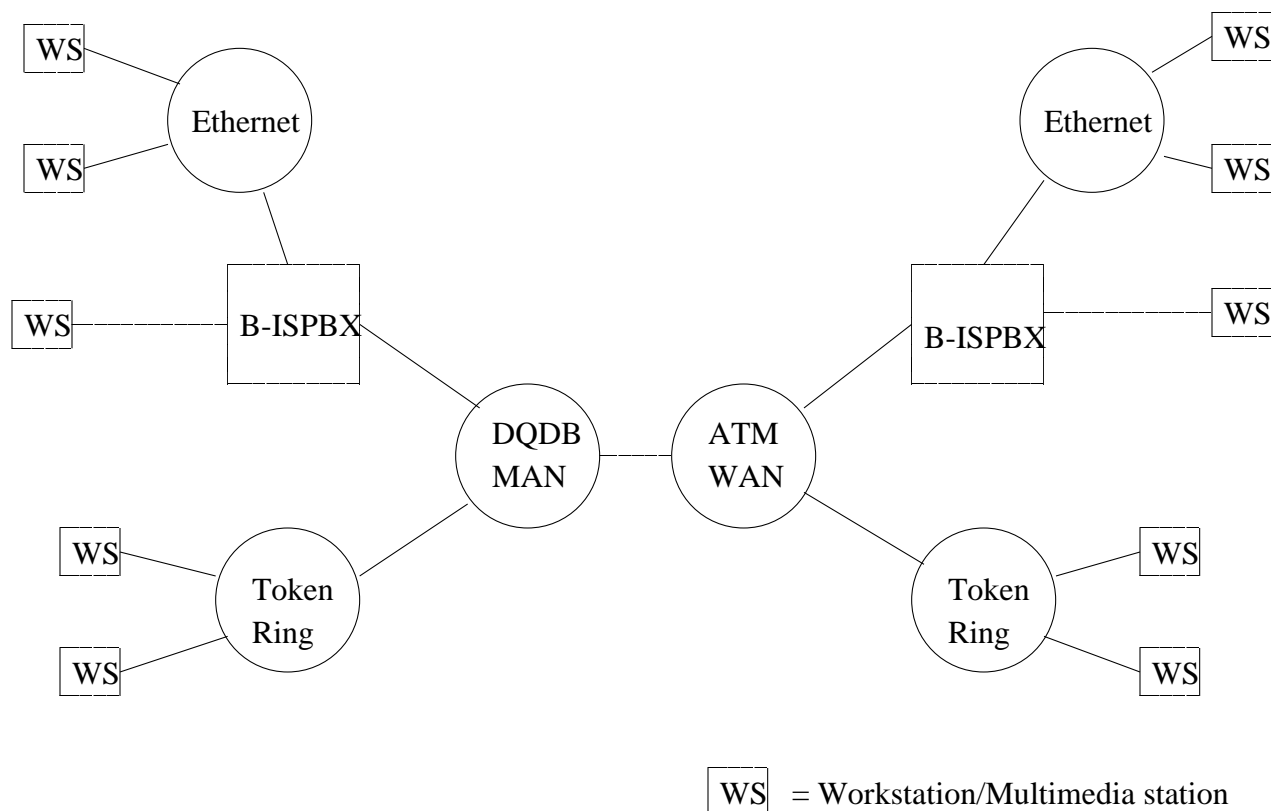 WS
WS
Ethernet
Ethernet
WS
WS
WS
B-ISPBX
B-ISPBX
WS
DQDB
MAN
ATM
WAN
WS
Token
Ring
Token
Ring
WS
WS
WS
WS = Workstation/Multimedia station